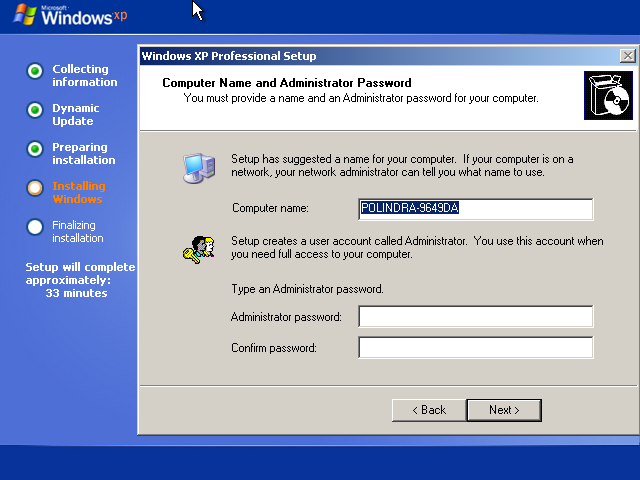 Microsoft
Windows xp
Collecting
information
Dynamic
Update
Preparing
installation
Installing
Windows
Finalizing
installation
Setup will complete
approximately:
33 minutes
Windows XP Professional Setup
Computer Name and Administrator Password
You must provide a name and an Administrator password for your computer.
Setup has suggested a name for your computer. If your computer is on a
network, your network administrator can tell you what name to use.
Computer name:
POLINDRA-9649DA
Setup creates a user account called Administrator. You use this account when
you need full access to your computer.
Type an Administrator password.
Administrator password:
Confirm password:
< Back
Next >